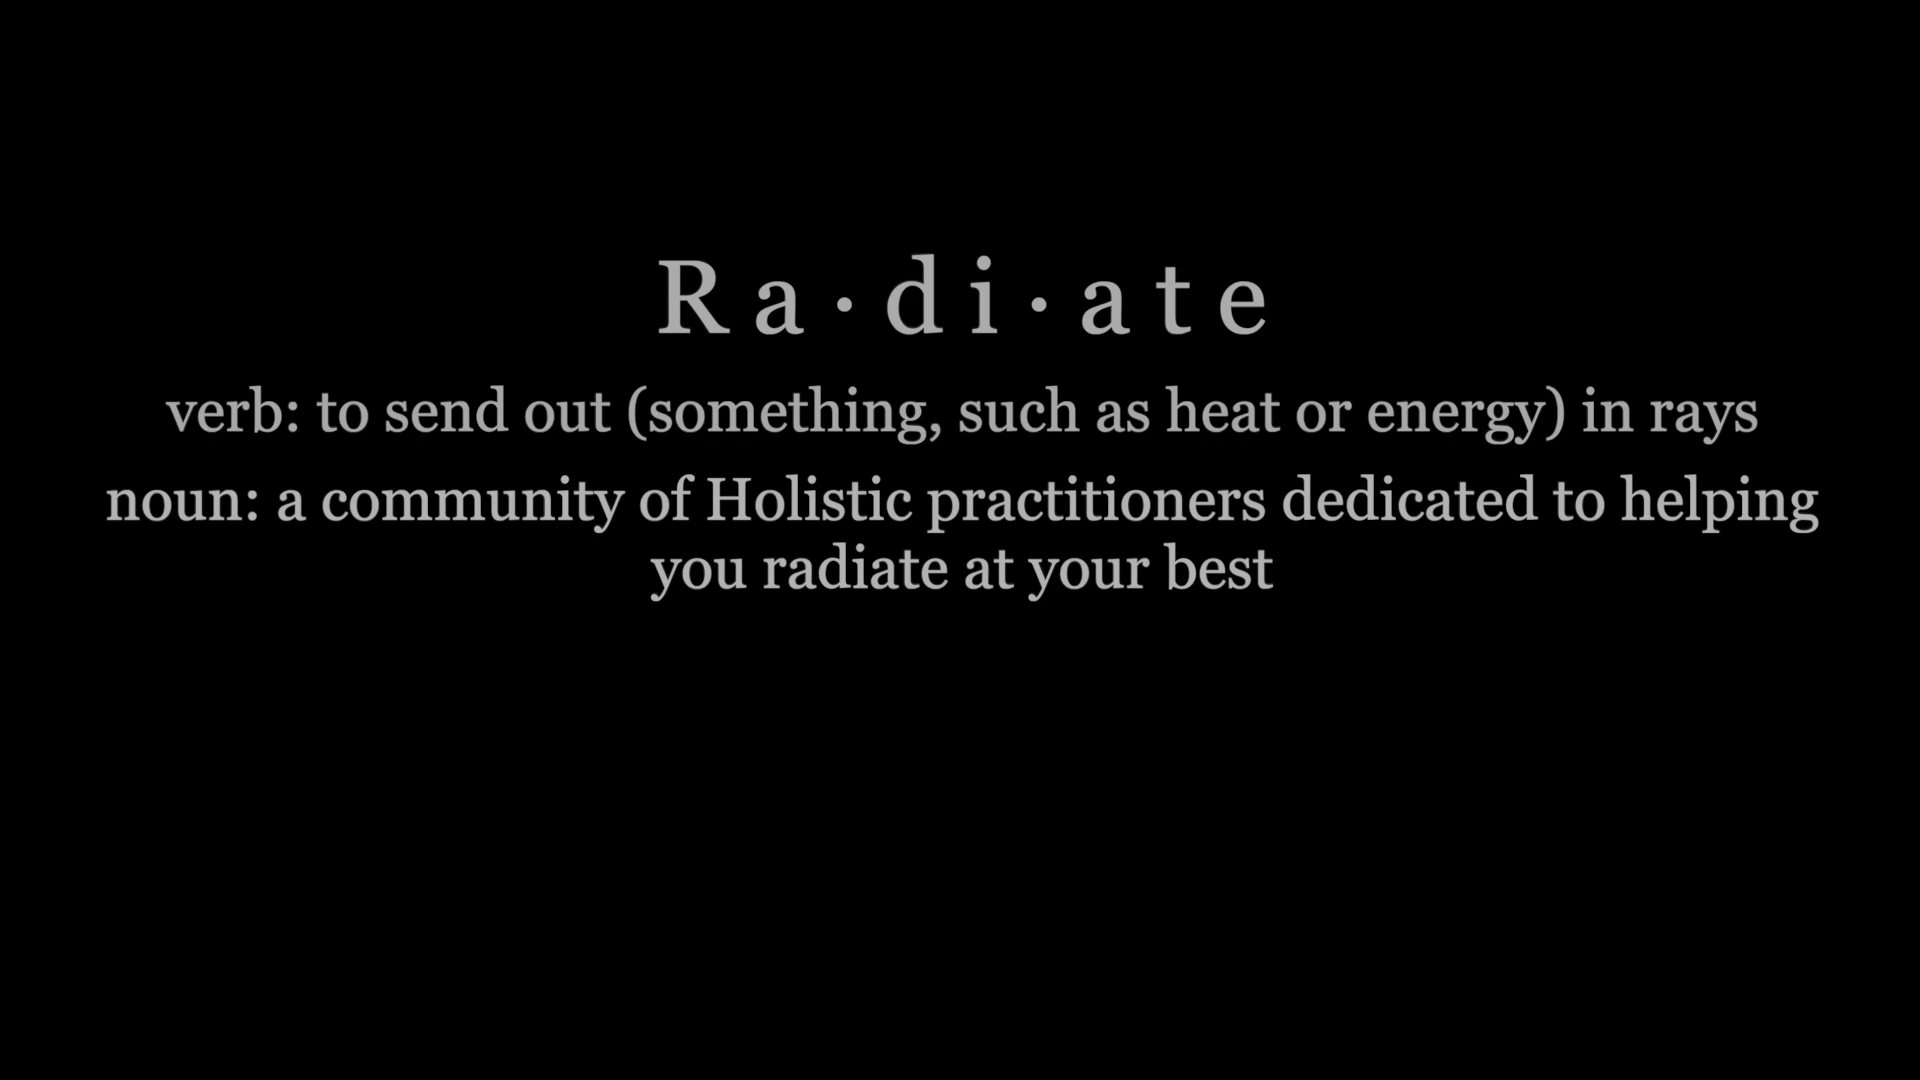 Ra·di·ate
verb: to send out (something, such as heat or energy) in rays
noun: a community of Holistic practitioners dedicated to helping
you radiate at your best